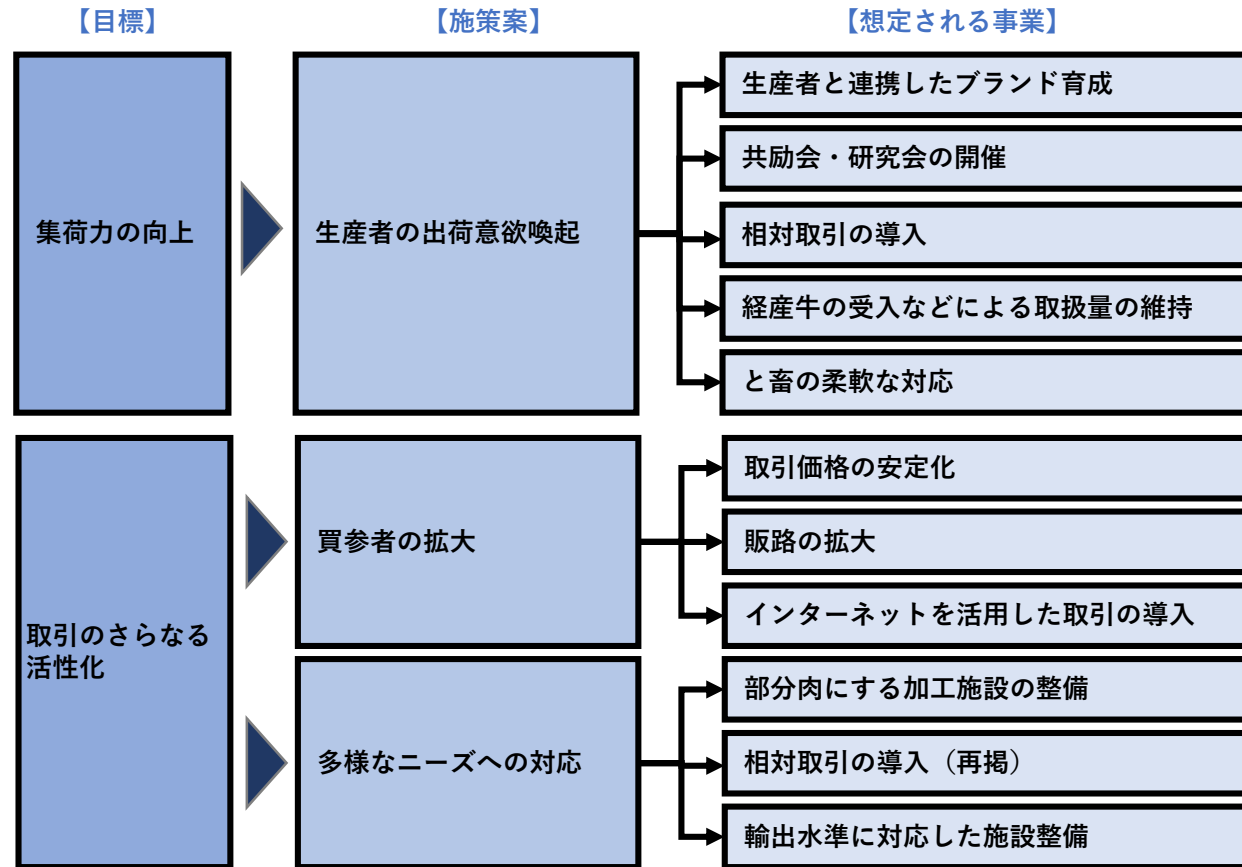 【目標】
【施策案】
【想定される事業】
集荷力の向上
生産者の出荷意欲喚起
生産者と連携したブランド育成
共励会・研究会の開催
相対取引の導入
経産牛の受入などによる取扱量の維持
と畜の柔軟な対応
取引のさらなる
活性化
買参者の拡大
取引価格の安定化
販路の拡大
インターネットを活用した取引の導入
多様なニーズへの対応
部分肉にする加工施設の整備
相対取引の導入（再掲）
輸出水準に対応した施設整備